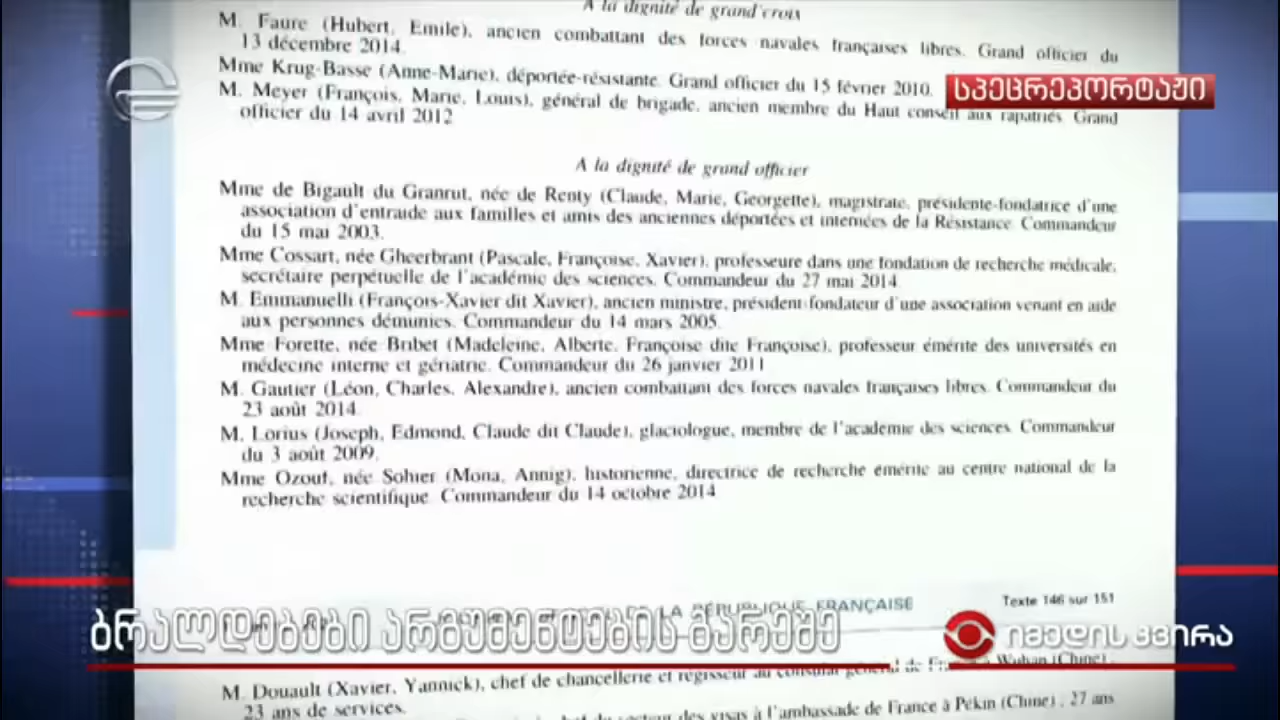 A la dignité de grand'croix
M. Faure (Hubert, Emile), ancien combattant des forces navales françaises libres. Grand officier du
13 décembre 2014.
Mme Krug-Basse (Anne-Marie), déportée-résistante. Grand officier du 15 février 2010.
სპეცრეპორტაჟი
M. Meyer (François, Marie, Louis), général de brigade, ancien membre du Haut conseil aux rapatriés. Grand
officier du 14 avril 2012
A la dignité de grand officier
Mme de Bigault du Granrut, née de Renty (Claude, Marie, Georgette), magistrate, présidente-fondatrice d'une
association d'entraide aux familles et amis des anciennes déportées et internées de la Résistance. Commandeur
du 15 mai 2003.
Mme Cossart, née Gheerbrant (Pascale, Françoise, Xavier), professeure dans une fondation de recherche médicale,
secrétaire perpétuelle de l'académie des sciences. Commandeur du 27 mai 2014.
M. Emmanuelli (François-Xavier dit Xavier), ancien ministre, président-fondateur d'une association venant en aide
aux personnes démunies. Commandeur du 14 mars 2005.
Mme Forette, née Bribet (Madeleine, Alberte, Françoise dite Françoise), professeur émérite des universités en
médecine interne et gériatrie. Commandeur du 26 janvier 2011
M. Gautier (Léon, Charles, Alexandre), ancien combattant des forces navales françaises libres. Commandeur du
23 août 2014.
M. Lorius (Joseph, Edmond, Claude dit Claude), glaciologue, membre de l'académie des sciences. Commandeur
du 3 août 2009.
Mme Ozouf, née Sohier (Mona, Annig), historienne, directrice de recherche émérite au centre national de la
recherche scientifique. Commandeur du 14 octobre 2014
DE LA RÉPUBLIQUE FRANÇAISE
Texte 146 sur 151
ბრალდებები არგუმენტების გარეშე
იმედის კვირა
M. Douault (Xavier, Yannick), chef de chancellerie et régisseur au consulat général de France à Wuhan (Chine) ;
23 ans de services.
des visas à l'ambassade de France à Pékin (Chine) ; 27 ans